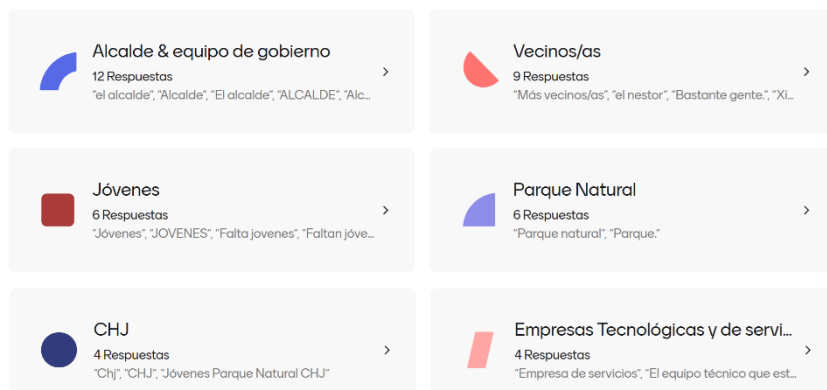 Alcalde & equipo de gobierno
12 Respuestas
"el alcalde", "Alcalde", "El alcalde", "ALCALDE", "Alc...
Vecinos/as
9 Respuestas
"Más vecinos/as", "el nestor", "Bastante gente.", "Xi...
Jóvenes
6 Respuestas
"Jóvenes", "JOVENES", "Falta jovenes", "Faltan jóve...
Parque Natural
6 Respuestas
"Parque natural", "Parque."
CHJ
4 Respuestas
"Chj", "CHJ", "Jóvenes Parque Natural CHJ"
Empresas Tecnológicas y de servi...
4 Respuestas
"Empresa de servicios", "El equipo técnico que est...